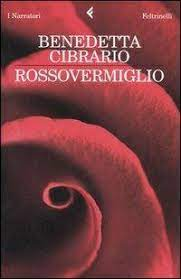 I Narratori
Feltrinelli
BENEDETTA
CIBRARIO
ROSSOVERMIGLIO